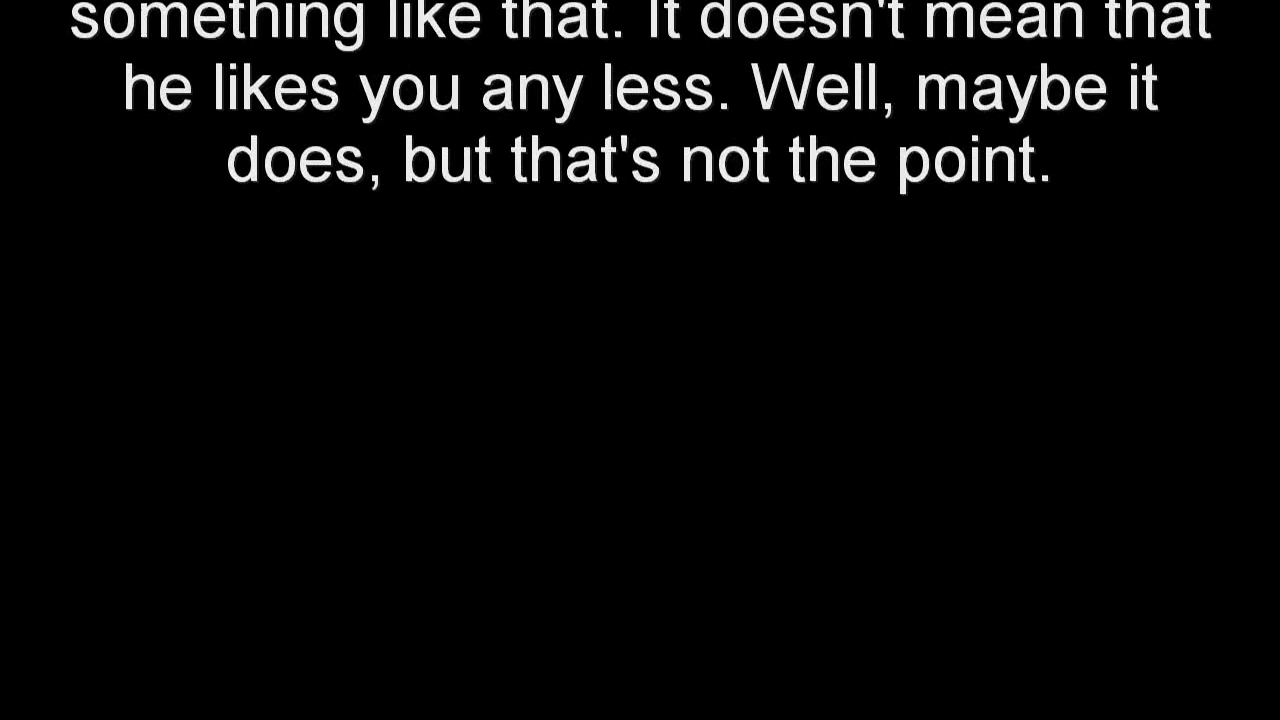 something like that. It doesn't mean that
he likes you any less. Well, maybe it
does, but that's not the point.